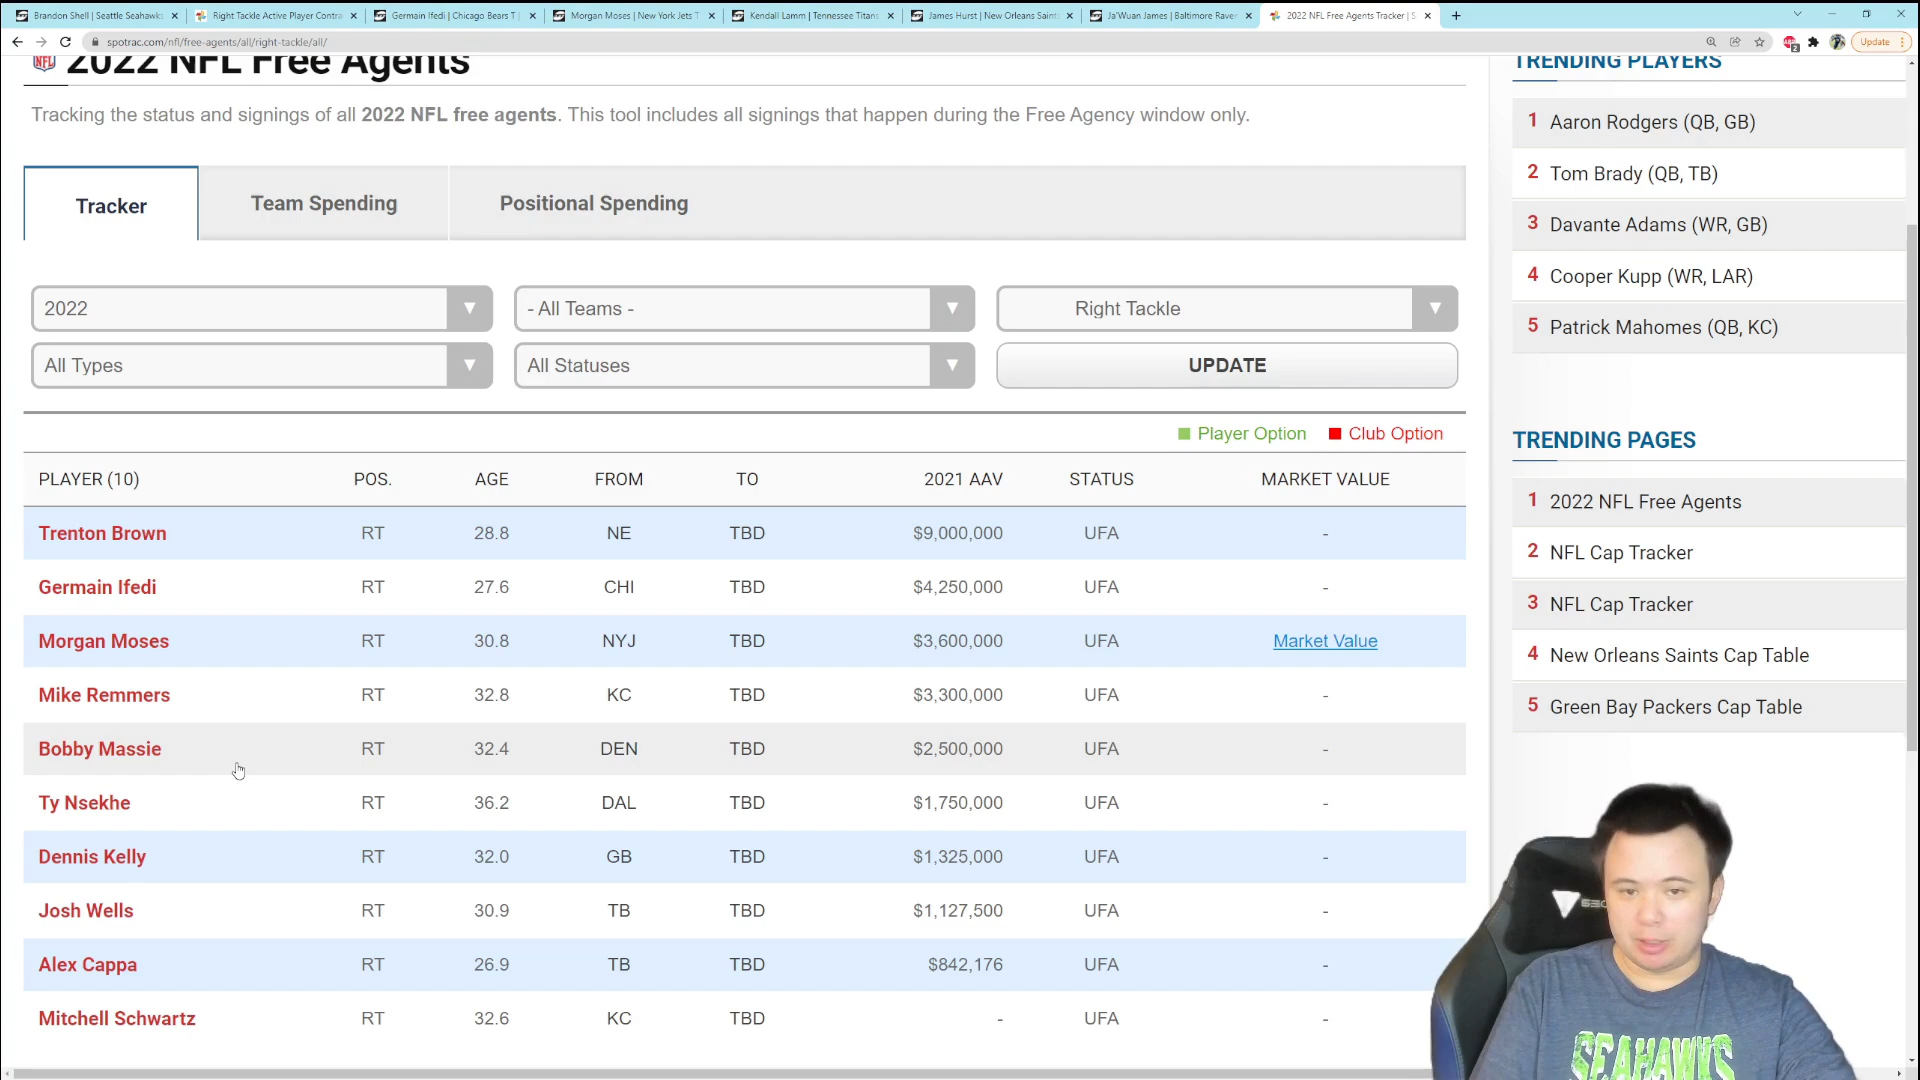 Brandon Shell | Seattle Seahawks
Right Tackle Active Player Contra
Germain Ifedi | Chicago Bears T |
Morgan Moses | New York Jets T
Kendall Lamm | Tennessee Titans
James Hurst | New Orleans Saints
Ja'Wuan James | Baltimore Raven
2022 NFL Free Agents Tracker | S
spotrac.com/nfl/free-agents/all/right-tackle/all/
Update
2022 NFL Free Agents
Tracking the status and signings of all 2022 NFL free agents. This tool includes all signings that happen during the Free Agency window only.
Tracker Team Spending Positional Spending
2022 - All Teams - Right Tackle
All Types All Statuses UPDATE
Player Option Club Option
PLAYER (10) POS. AGE FROM TO 2021 AAV STATUS MARKET VALUE
Trenton Brown RT 28.8 NE TBD $9,000,000 UFA -
Germain Ifedi RT 27.6 CHI TBD $4,250,000 UFA -
Morgan Moses RT 30.8 NYJ TBD $3,600,000 UFA Market Value
Mike Remmers RT 32.8 KC TBD $3,300,000 UFA -
Bobby Massie RT 32.4 DEN TBD $2,500,000 UFA -
Ty Nsekhe RT 36.2 DAL TBD $1,750,000 UFA -
Dennis Kelly RT 32.0 GB TBD $1,325,000 UFA -
Josh Wells RT 30.9 TB TBD $1,127,500 UFA -
Alex Cappa RT 26.9 TB TBD $842,176 UFA -
Mitchell Schwartz RT 32.6 KC TBD - UFA -
TRENDING PLAYERS
1 Aaron Rodgers (QB, GB)
2 Tom Brady (QB, TB)
3 Davante Adams (WR, GB)
4 Cooper Kupp (WR, LAR)
5 Patrick Mahomes (QB, KC)
TRENDING PAGES
1 2022 NFL Free Agents
2 NFL Cap Tracker
3 NFL Cap Tracker
4 New Orleans Saints Cap Table
5 Green Bay Packers Cap Table
SEAHAWKS